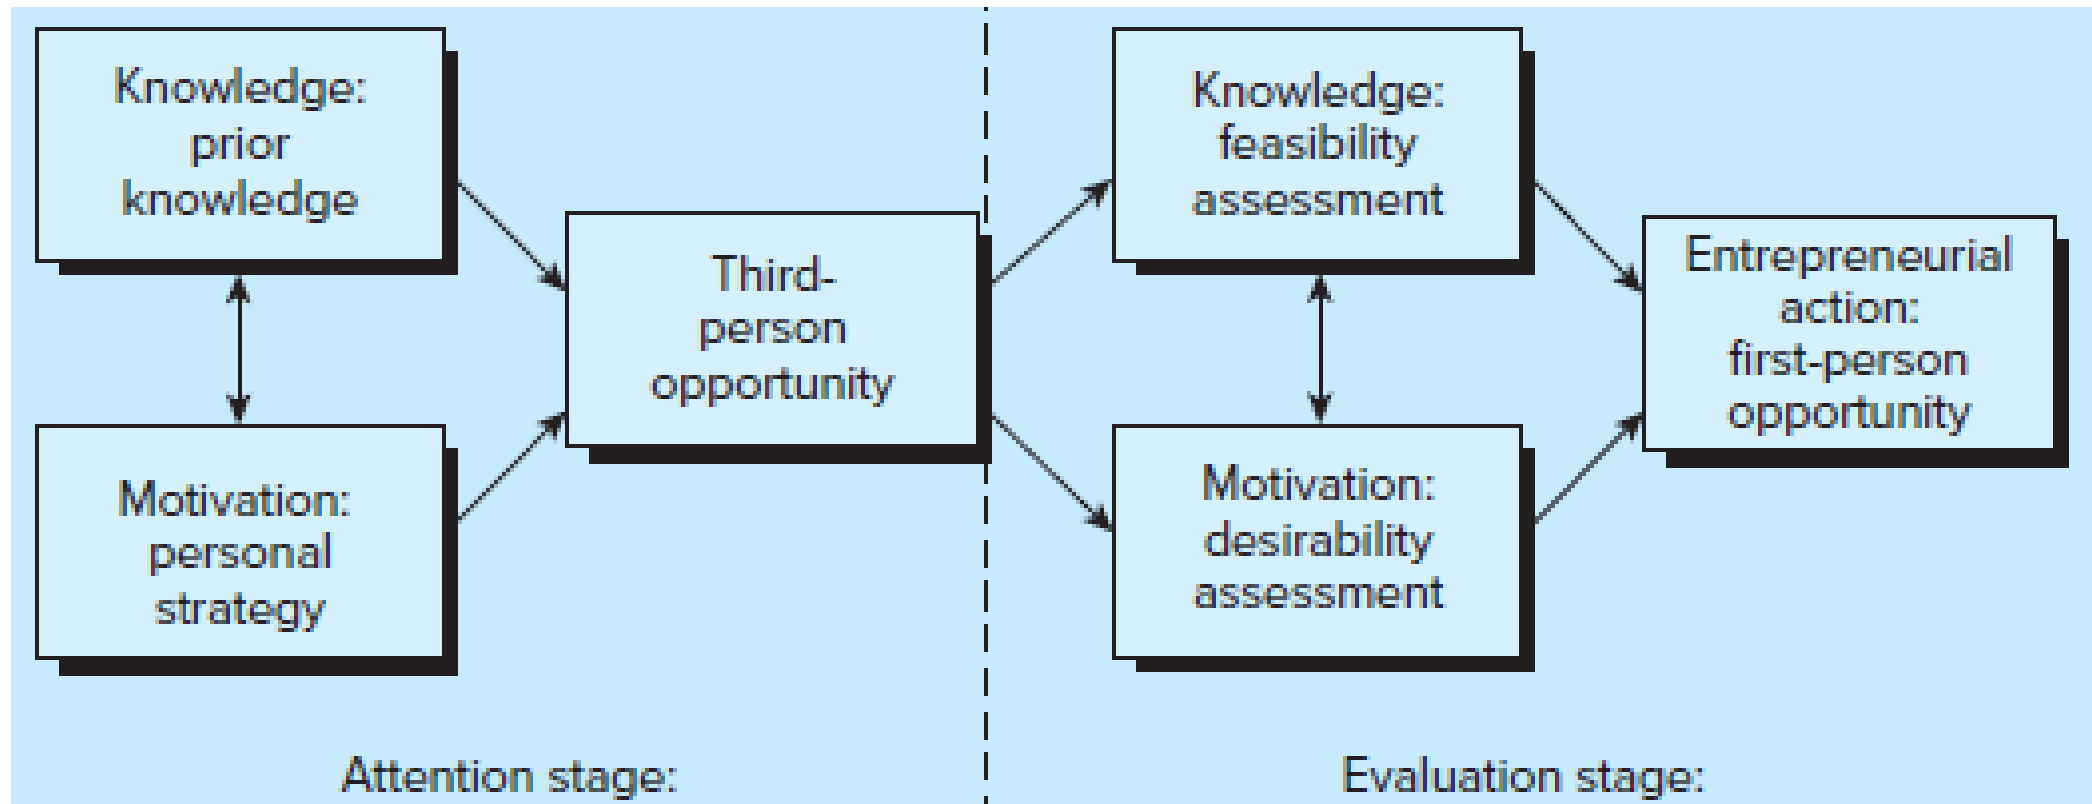 Knowledge:
prior
knowledge
Motivation:
personal
strategy
Third-
person
opportunity
Knowledge:
feasibility
assessment
Motivation:
desirability
assessment
Entrepreneurial
action:
first-person
opportunity
Attention stage:
Evaluation stage: